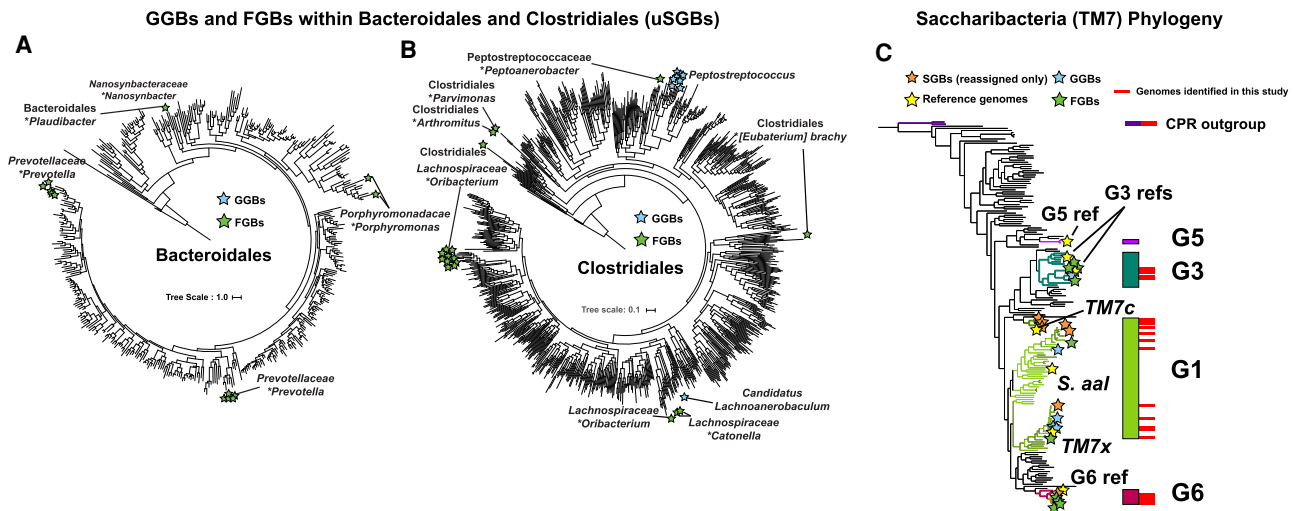 GGBs and FGBs within Bacteroidales and Clostridiales (uSGBs)
Saccharibacteria (TM7) Phylogeny
A
Nanosynbacteraceae
*Nanosynbacter
Bacteroidales
*Plaudibacter
Prevotellaceae
*Prevotella
GGBs
FGBs
Porphyromonadacae
*Porphyromonas
Bacteroidales
Tree Scale : 1.0
Prevotellaceae
*Prevotella
B
Peptostreptococcaceae
*Peptoanerobacter
Peptostreptococcus
Clostridiales
*Parvimonas
Clostridiales
*Arthromitus
Clostridiales
Lachnospiraceae
*Oribacterium
Clostridiales
*[Eubaterium] brachy
GGBs
FGBs
Clostridiales
Tree scale: 0.1
Candidatus
Lachnoanerobaculum
Lachnospiraceae
*Oribacterium
Lachnospiraceae
*Catonella
C
SGBs (reassigned only)
GGBs
Reference genomes
FGBs
Genomes identified in this study
CPR outgroup
G3 refs
G5 ref
G5
G3
TM7c
G1
S. aal
TM7x
G6 ref
G6